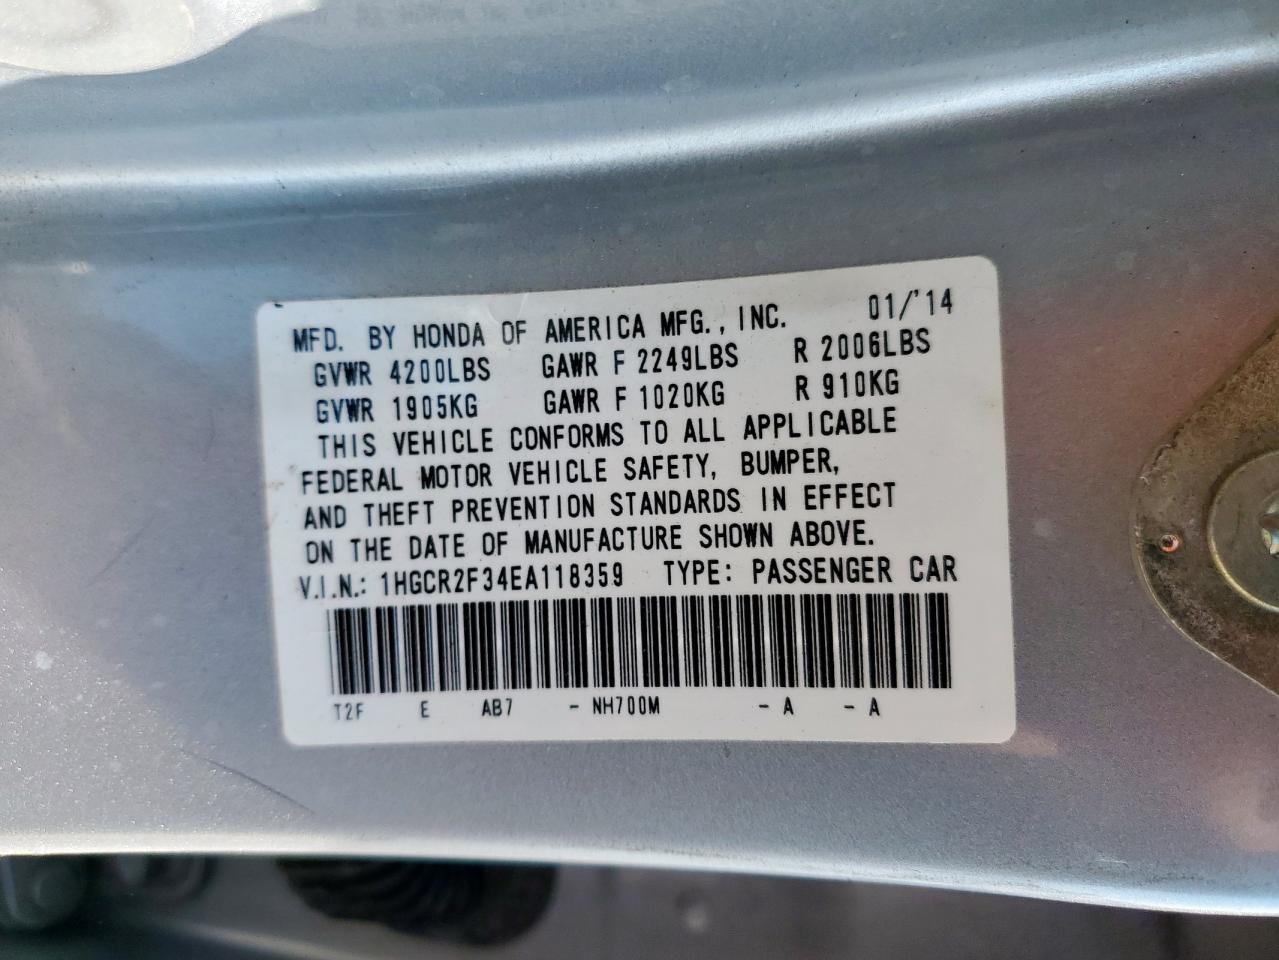 MFD. BY HONDA OF AMERICA MFG., INC. 01/'14
GVWR 4200LBS GAWR F 2249LBS R 2006LBS
GVWR 1905KG GAWR F 1020KG R 910KG
THIS VEHICLE CONFORMS TO ALL APPLICABLE
FEDERAL MOTOR VEHICLE SAFETY, BUMPER,
AND THEFT PREVENTION STANDARDS IN EFFECT
ON THE DATE OF MANUFACTURE SHOWN ABOVE.
V.I.N.: 1HGCR2F34EA118359 TYPE: PASSENGER CAR
T2F E AB7 - NH700M - A - A